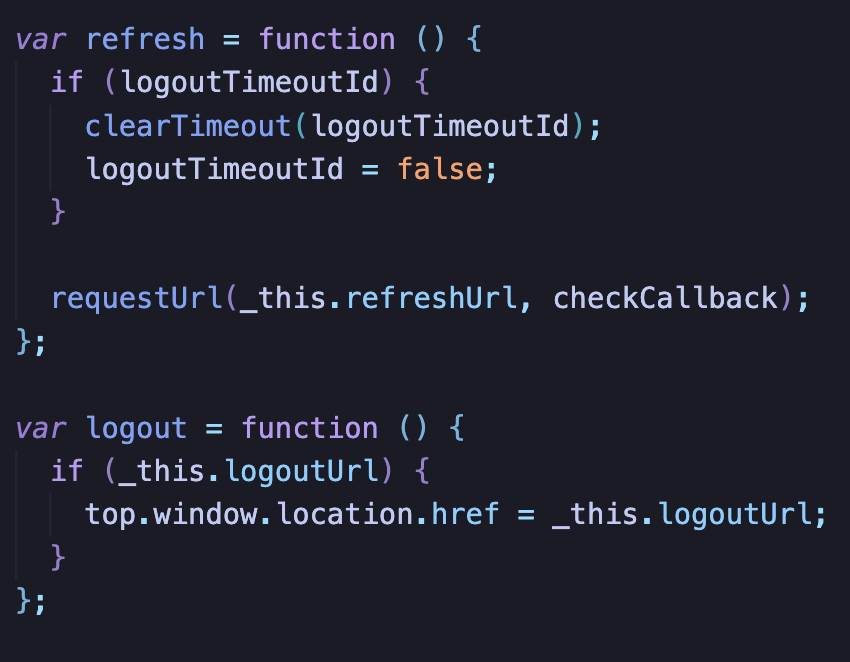 var refresh = function () {
  if (logoutTimeoutId) {
    clearTimeout(logoutTimeoutId);
    logoutTimeoutId = false;
  }

  requestUrl(_this.refreshUrl, checkCallback);
};

var logout = function () {
  if (_this.logoutUrl) {
    top.window.location.href = _this.logoutUrl;
  }
};